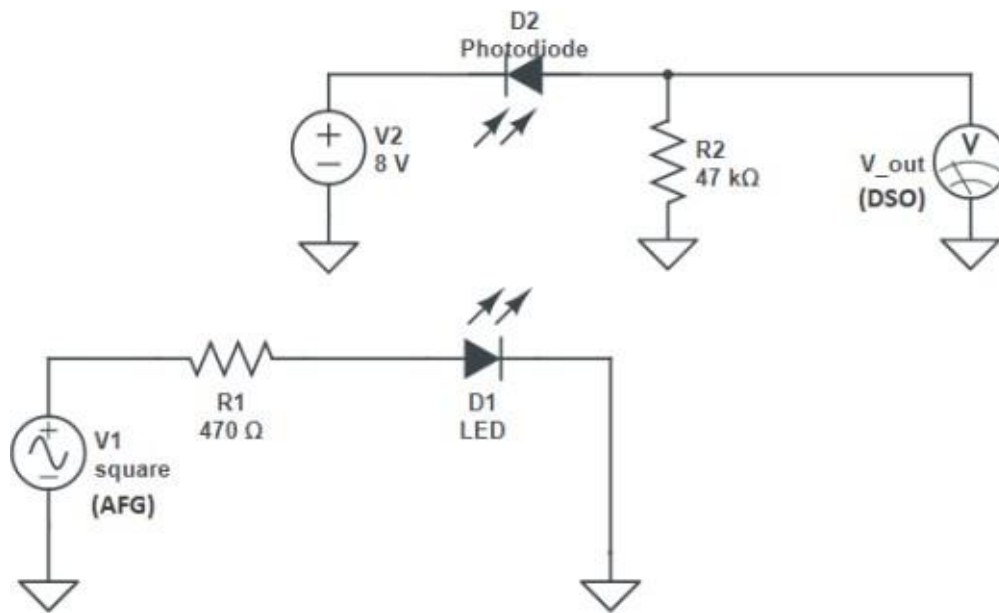 D2
Photodiode
V2
8 V
R2
47 kΩ
V
V_out
(DSO)
R1
470 Ω
D1
LED
V1
square
(AFG)